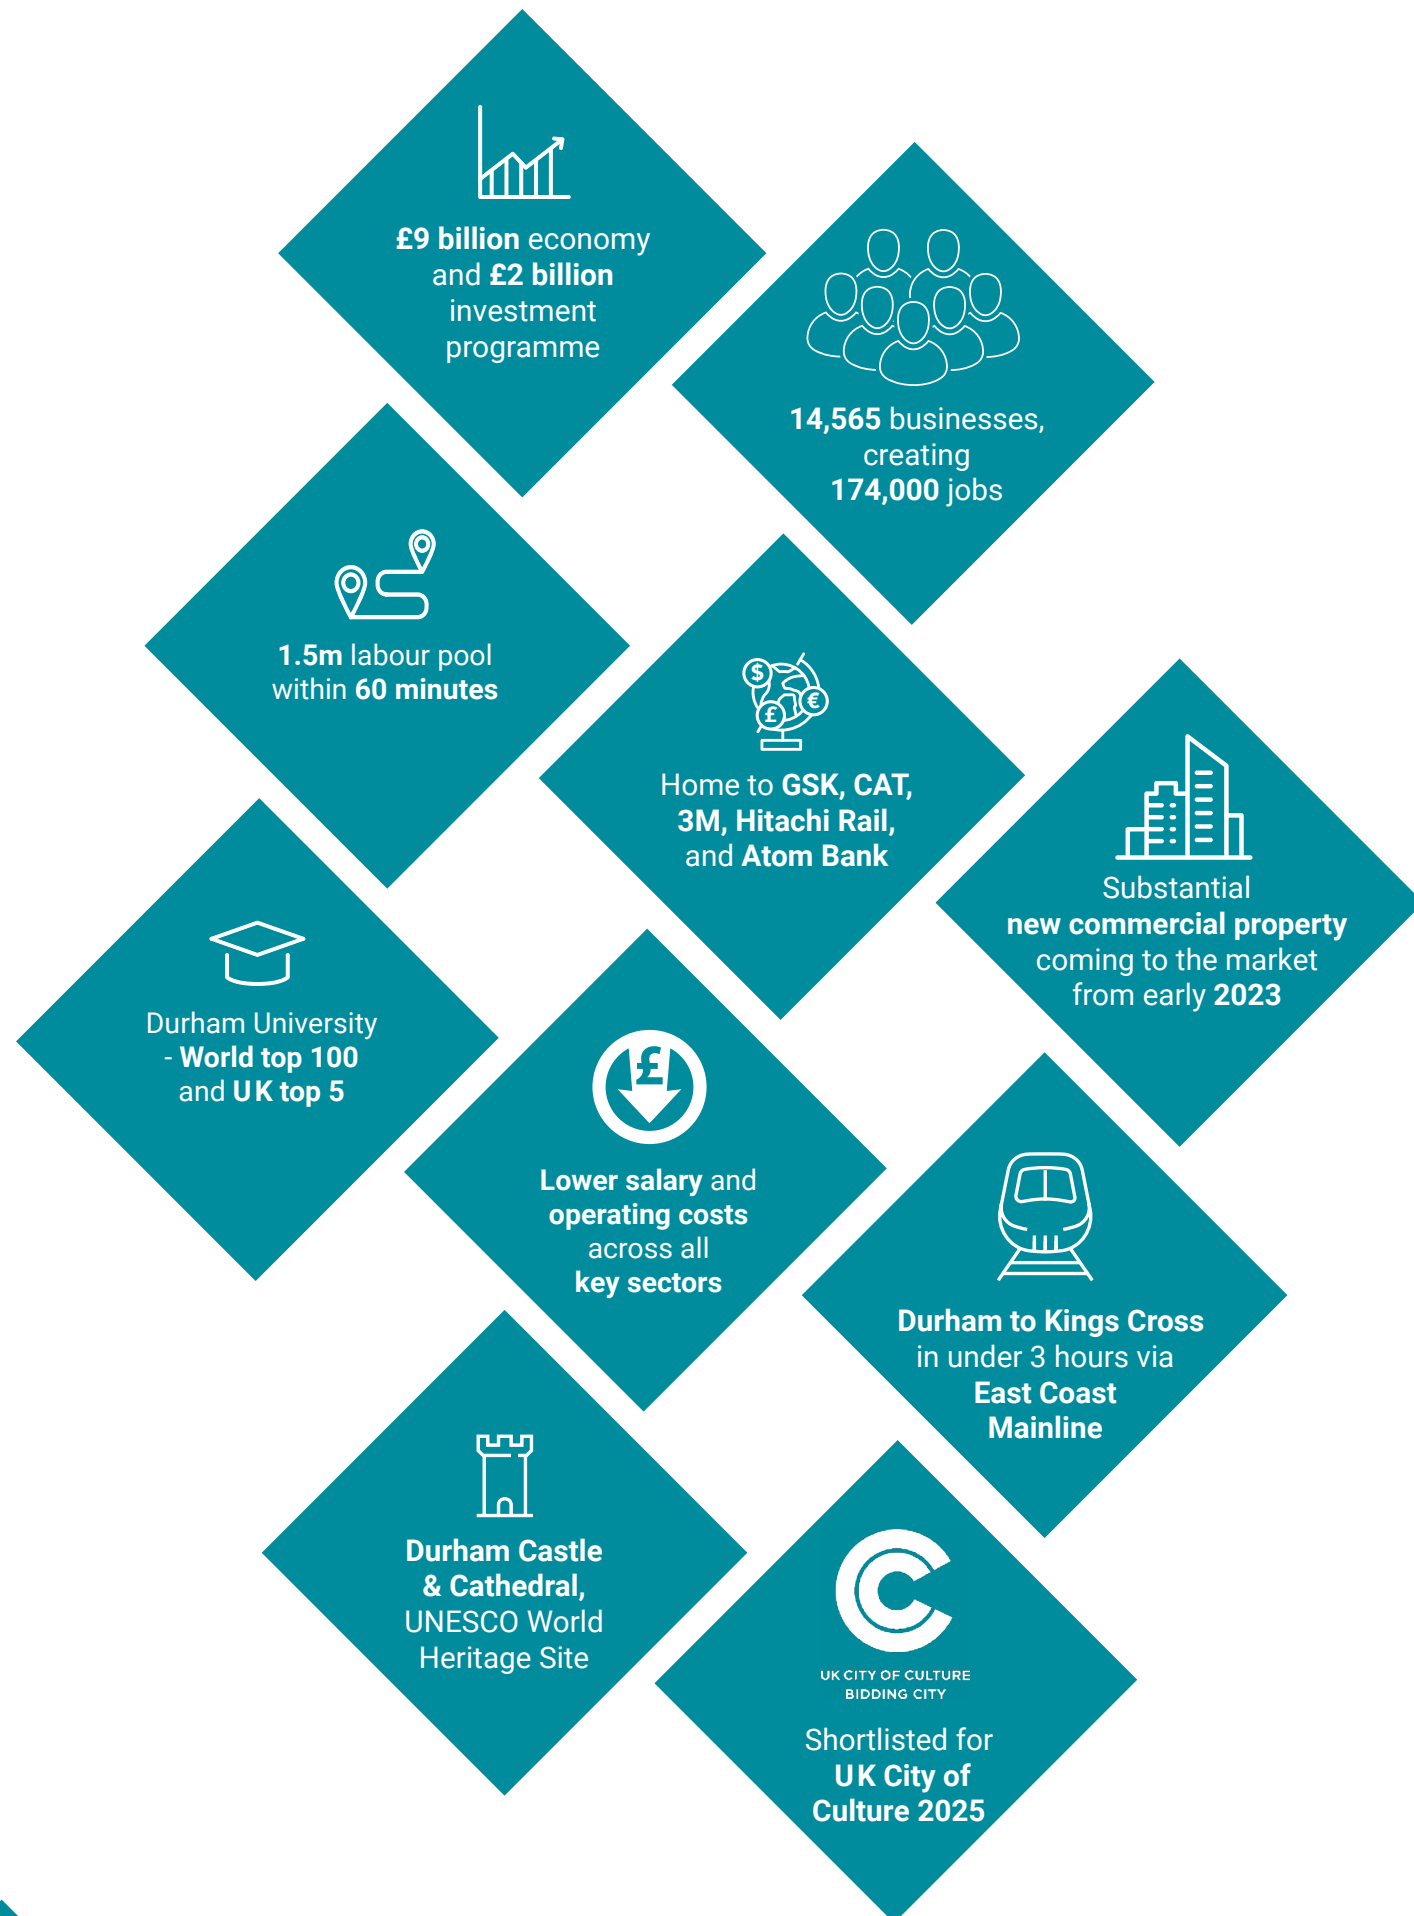 £9 billion economy
and £2 billion
investment
programme
14,565 businesses,
creating
174,000 jobs
1.5m labour pool
within 60 minutes
$
£
€
Home to GSK, CAT,
3M, Hitachi Rail,
and Atom Bank
Substantial
new commercial property
coming to the market
from early 2023
Durham University
- World top 100
and UK top 5
£
Lower salary and
operating costs
across all
key sectors
Durham to Kings Cross
in under 3 hours via
East Coast
Mainline
Durham Castle
& Cathedral,
UNESCO World
Heritage Site
UK CITY OF CULTURE
BIDDING CITY
Shortlisted for
UK City of
Culture 2025